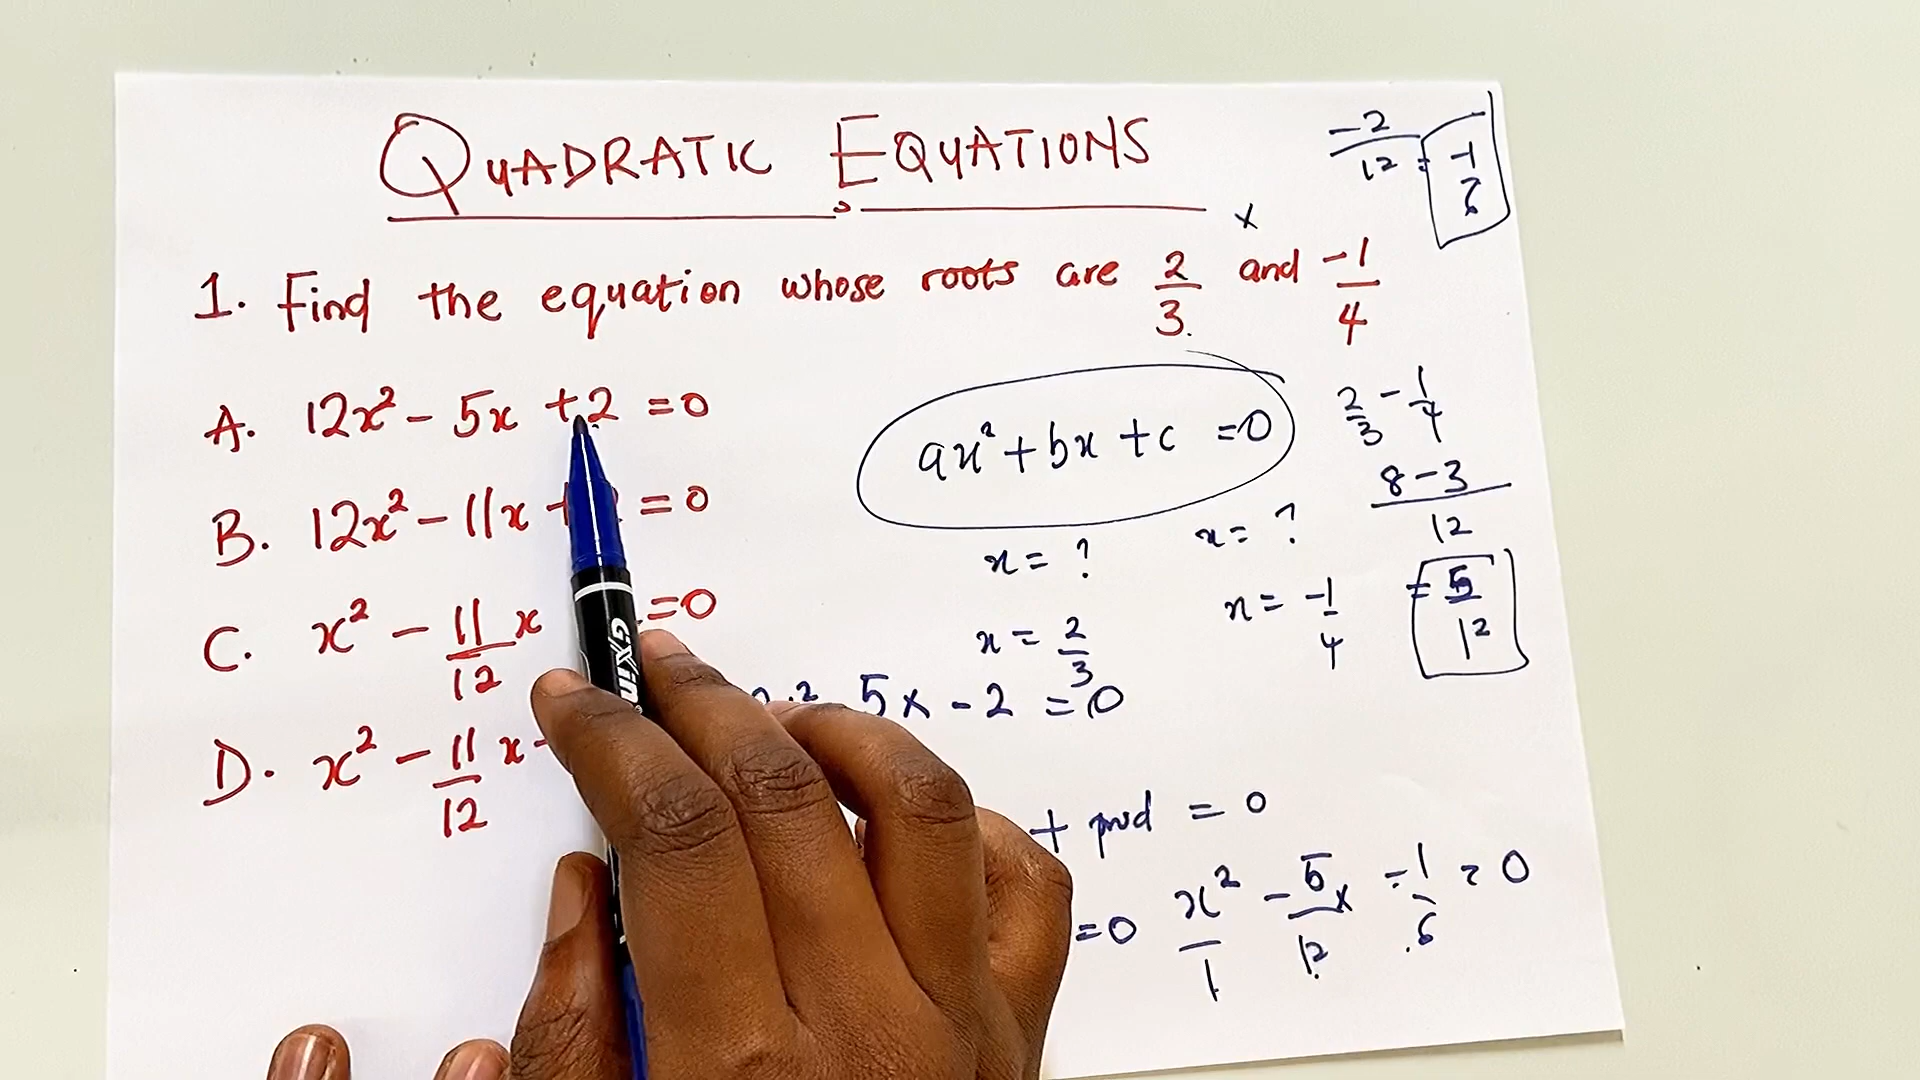 QUADRATIC EQUATIONS
-2/12 = -1/6
x
1. Find the equation whose roots are 2/3 and -1/4
A. 12x² - 5x + 2 = 0
B. 12x² - 11x + = 0
C. x² - 11/12 x = 0
D. x² - 11/12 x -
ax² + bx + c = 0
x = ?
x = ?
x = 2/3
x = -1/4
2/3 - 1/4
8 - 3
12
= 5/12
5x - 2 = 0
+ prod = 0
= 0
x²/1 - 5/12 x - 1/6 = 0
GXin